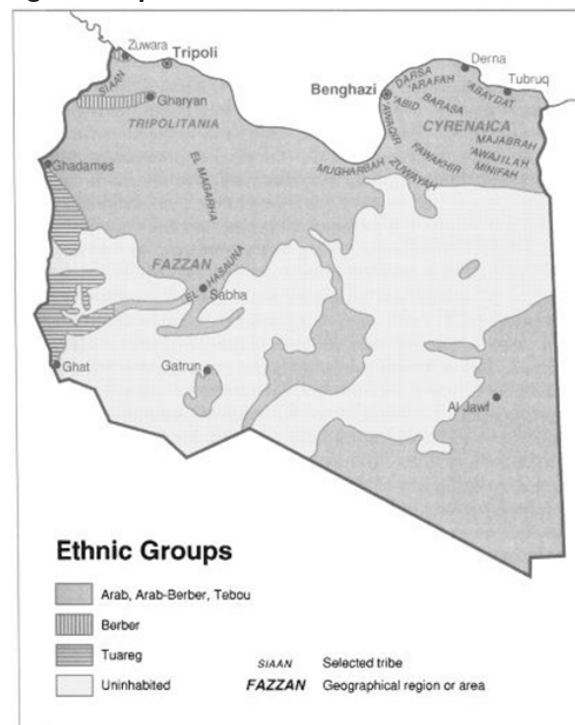 Zuwara
Tripoli
SIAAN
Gharyan
TRIPOLITANIA
Ghadames
EL MAGARHA
FAZZAN
EL HASAUNA
Sabha
Ghat
Gatrun
Derna
Tubruq
Benghazi
DARSA
'ARAFAH
'ABAYDAT
'ABID
BARASA
'AWAQIR
CYRENAICA
MAJABRAH
'AWAJILAH
MINIFAH
FAWAKHIR
MUGHARBAH
ZUWAYAH
Al Jawf
Ethnic Groups
Arab, Arab-Berber, Tebou
Berber
Tuareg
Uninhabited
SIAAN Selected tribe
FAZZAN Geographical region or area